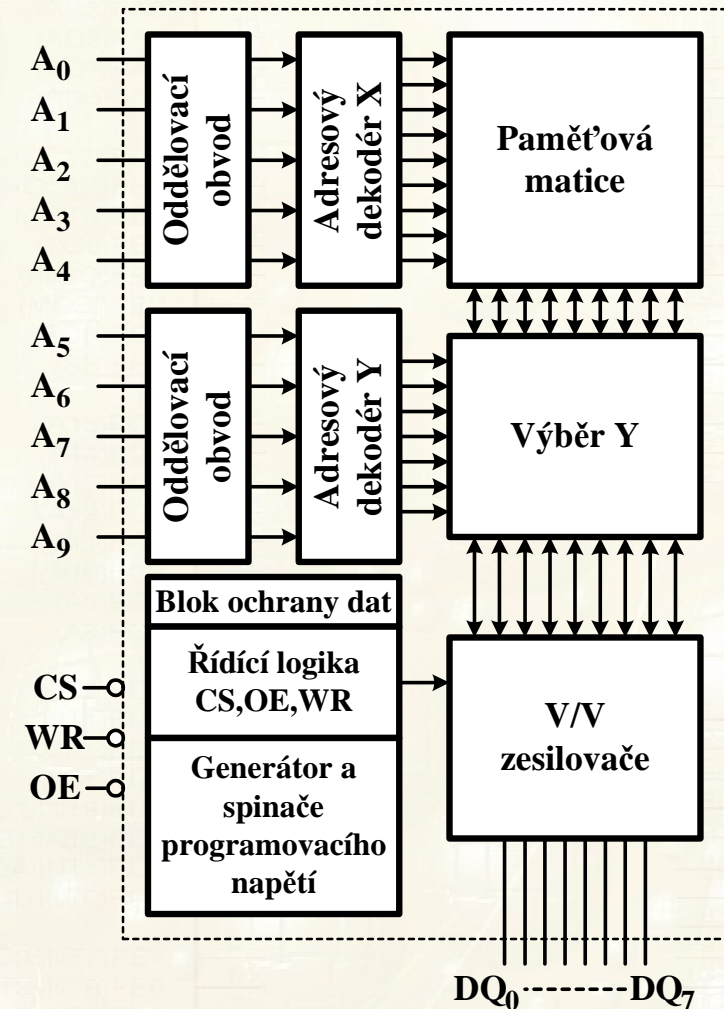 A0
A1
A2
A3
A4
Oddělovací
obvod
Adresový
dekodér X
Paměťová
matice
A5
A6
A7
A8
A9
Oddělovací
obvod
Adresový
dekodér Y
Výběr Y
Blok ochrany dat
Řídící logika
CS,OE,WR
Generátor a
spinače
programovacího
napětí
CS
WR
OE
V/V
zesilovače
DQ0
DQ7